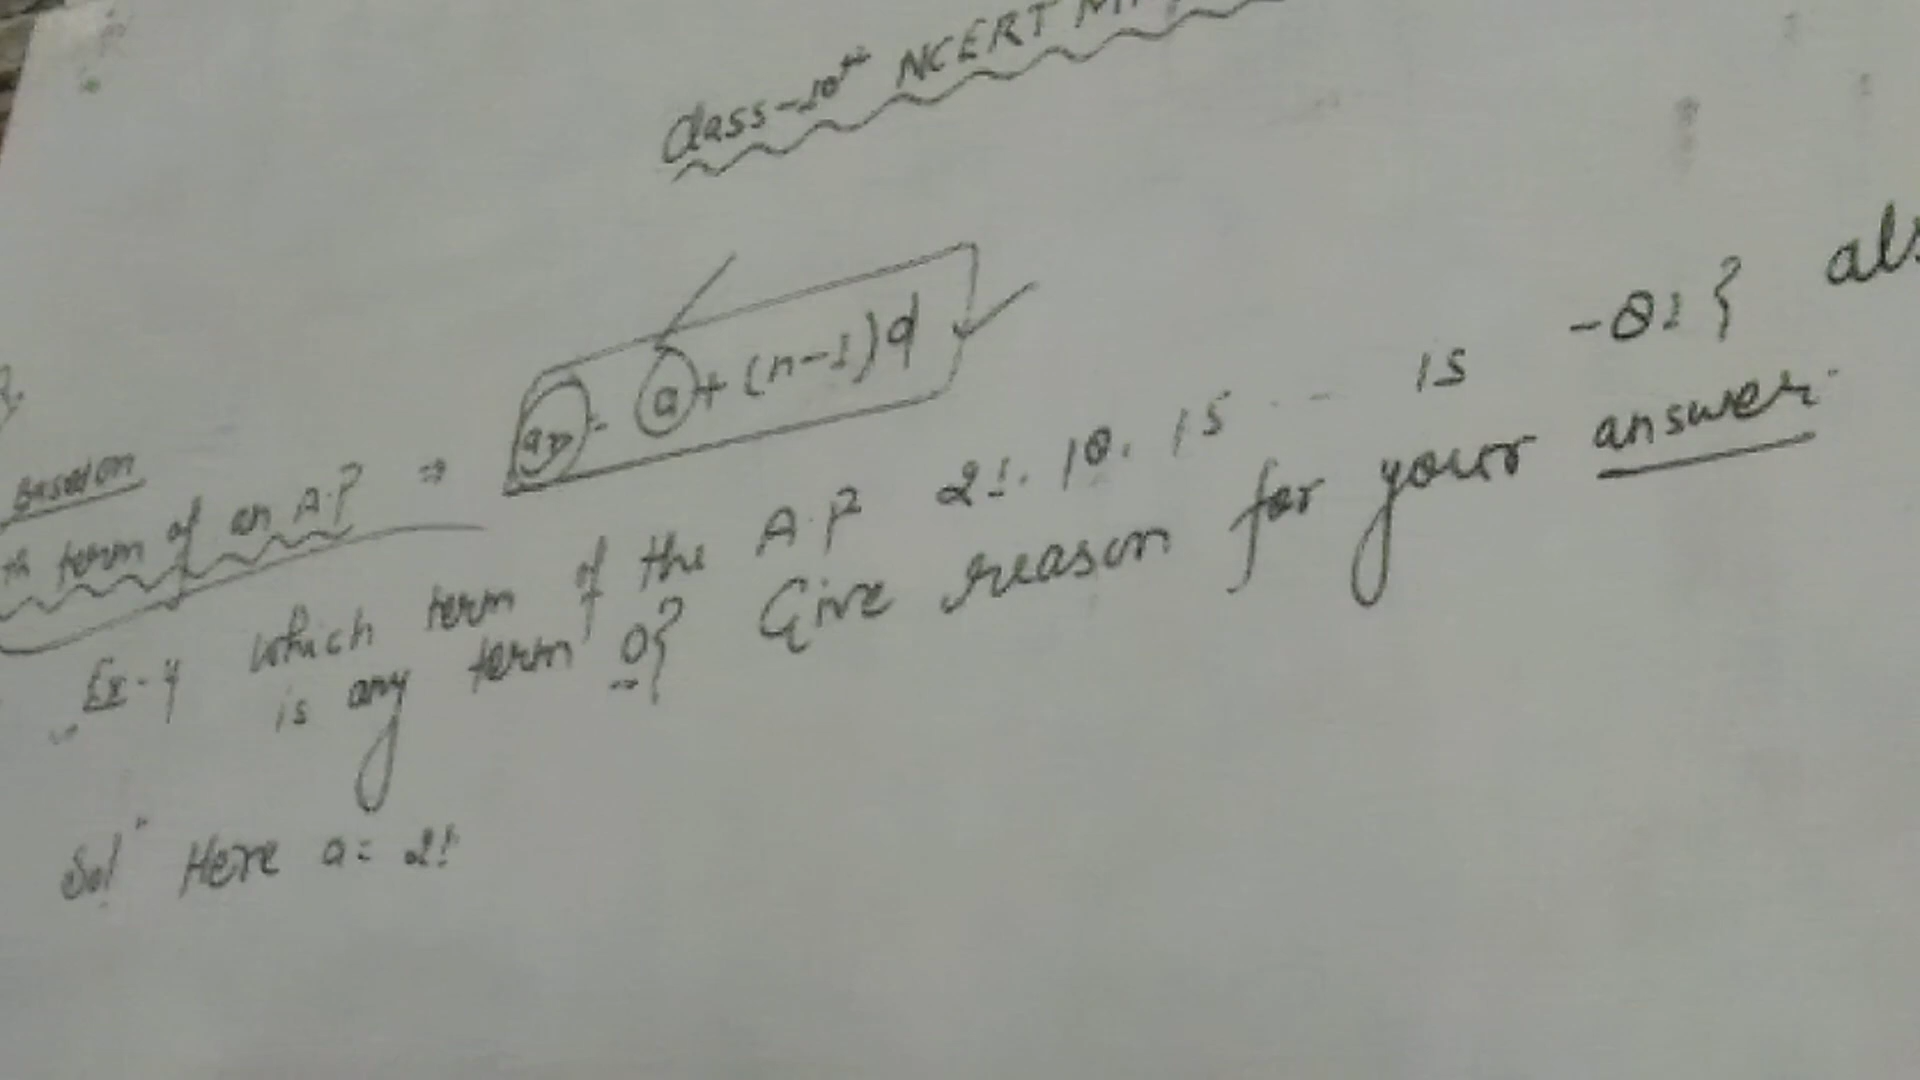 Class-10th NCERT
Based on
th term of an A.P ⇒ an = a + (n-1)d
Ex-4 which term of the A.P 21, 18, 15 .. is -81? also
is any term 0? Give reason for your answer.
Sol" Here a = 21